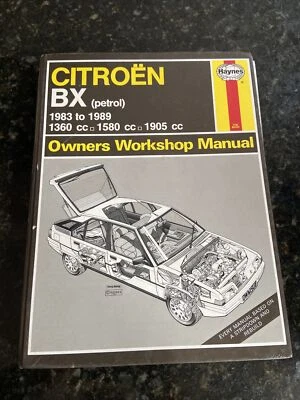 CITROËN
Haynes
BX (petrol)
1983 to 1989
1360 cc □ 1580 cc □ 1905 cc
Owners Workshop Manual
EVERY MANUAL BASED ON
A STRIPDOWN AND
REBUILD